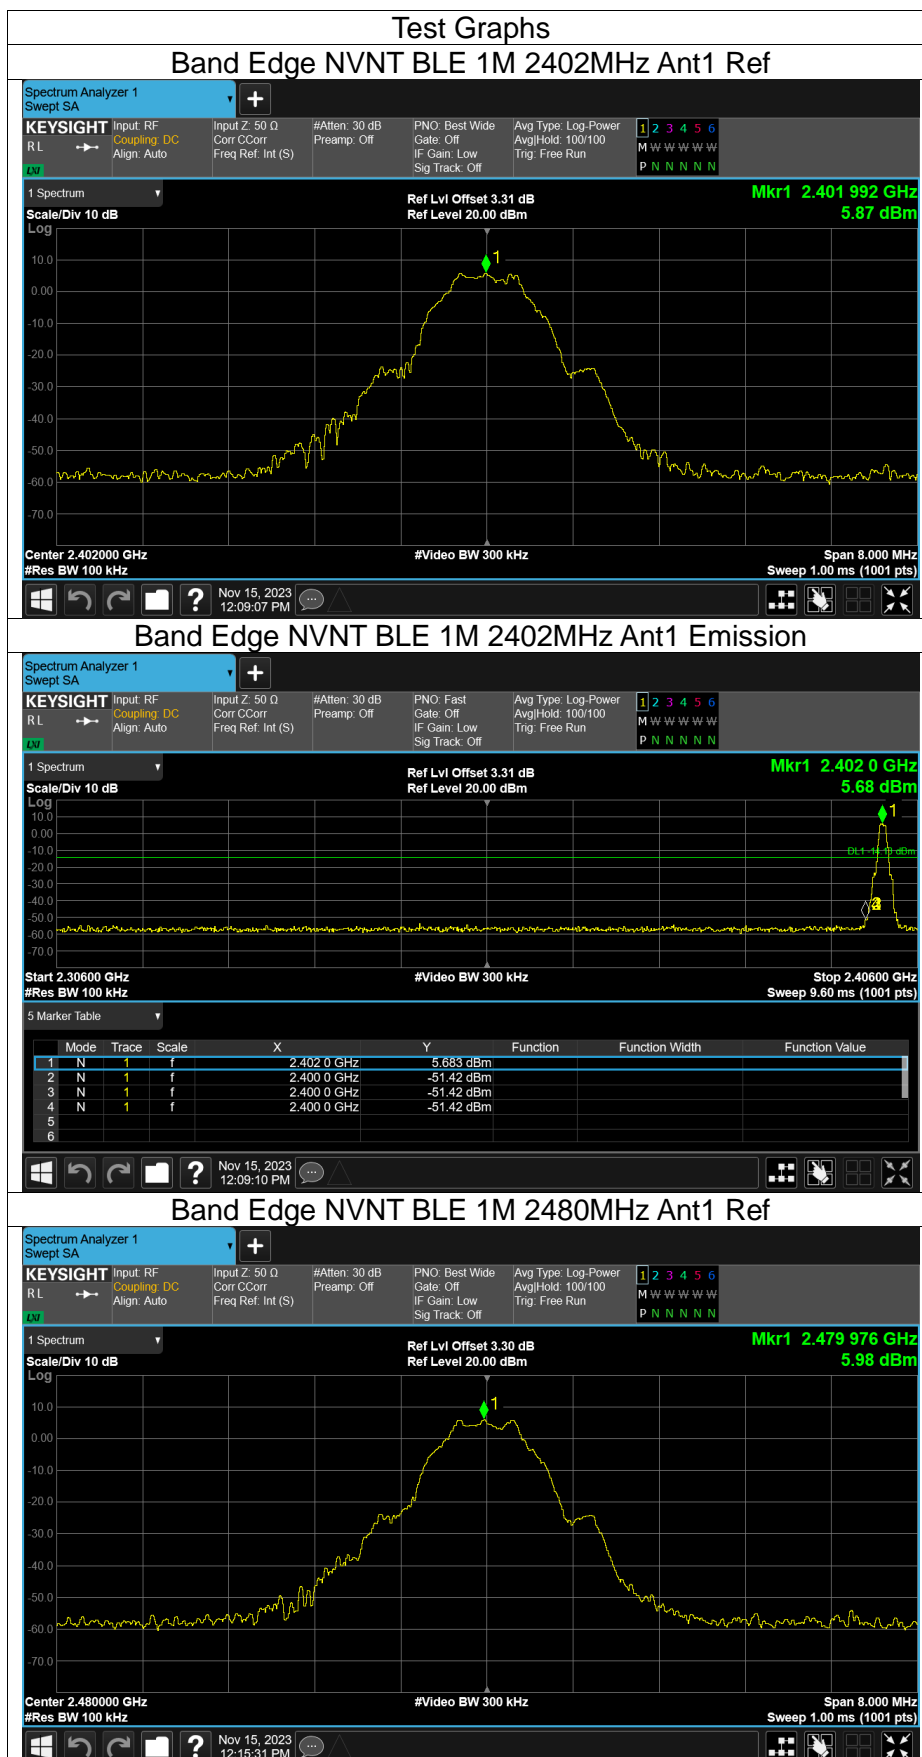 Test Graphs
Band Edge NVNT BLE 1M 2402MHz Ant1 Ref
Spectrum Analyzer 1
Swept SA
KEYSIGHT Input: RF Input Z: 50 Ω #Atten: 30 dB PNO: Best Wide Avg Type: Log-Power 1 2 3 4 5 6
RL Coupling: DC Corr CCorr Preamp: Off Gate: Off Avg|Hold: 100/100 M W W W W W
Align: Auto Freq Ref: Int (S) IF Gain: Low Trig: Free Run
LXI Sig Track: Off P N N N N N
1 Spectrum Ref Lvl Offset 3.31 dB Mkr1 2.401 992 GHz
Scale/Div 10 dB Ref Level 20.00 dBm 5.87 dBm
Log
1
10.0
0.00
-10.0
-20.0
-30.0
-40.0
-50.0
-60.0
-70.0
Center 2.402000 GHz #Video BW 300 kHz Span 8.000 MHz
#Res BW 100 kHz Sweep 1.00 ms (1001 pts)
? Nov 15, 2023
12:09:07 PM
Band Edge NVNT BLE 1M 2402MHz Ant1 Emission
Spectrum Analyzer 1
Swept SA
KEYSIGHT Input: RF Input Z: 50 Ω #Atten: 30 dB PNO: Fast Avg Type: Log-Power 1 2 3 4 5 6
RL Coupling: DC Corr CCorr Preamp: Off Gate: Off Avg|Hold: 100/100 M W W W W W
Align: Auto Freq Ref: Int (S) IF Gain: Low Trig: Free Run
LXI Sig Track: Off P N N N N N
1 Spectrum Ref Lvl Offset 3.31 dB Mkr1 2.402 0 GHz
Scale/Div 10 dB Ref Level 20.00 dBm 5.68 dBm
Log
1
10.0
0.00
-10.0 DL1 -14.13 dBm
-20.0
-30.0
-40.0
-50.0
-60.0
-70.0
Start 2.30600 GHz #Video BW 300 kHz Stop 2.40600 GHz
#Res BW 100 kHz Sweep 9.60 ms (1001 pts)
5 Marker Table
Mode Trace Scale X Y Function Function Width Function Value
1 N 1 f 2.402 0 GHz 5.683 dBm
2 N 1 f 2.400 0 GHz -51.42 dBm
3 N 1 f 2.400 0 GHz -51.42 dBm
4 N 1 f 2.400 0 GHz -51.42 dBm
5
6
? Nov 15, 2023
12:09:10 PM
Band Edge NVNT BLE 1M 2480MHz Ant1 Ref
Spectrum Analyzer 1
Swept SA
KEYSIGHT Input: RF Input Z: 50 Ω #Atten: 30 dB PNO: Best Wide Avg Type: Log-Power 1 2 3 4 5 6
RL Coupling: DC Corr CCorr Preamp: Off Gate: Off Avg|Hold: 100/100 M W W W W W
Align: Auto Freq Ref: Int (S) IF Gain: Low Trig: Free Run
LXI Sig Track: Off P N N N N N
1 Spectrum Ref Lvl Offset 3.30 dB Mkr1 2.479 976 GHz
Scale/Div 10 dB Ref Level 20.00 dBm 5.98 dBm
Log
1
10.0
0.00
-10.0
-20.0
-30.0
-40.0
-50.0
-60.0
-70.0
Center 2.480000 GHz #Video BW 300 kHz Span 8.000 MHz
#Res BW 100 kHz Sweep 1.00 ms (1001 pts)
? Nov 15, 2023
12:15:31 PM